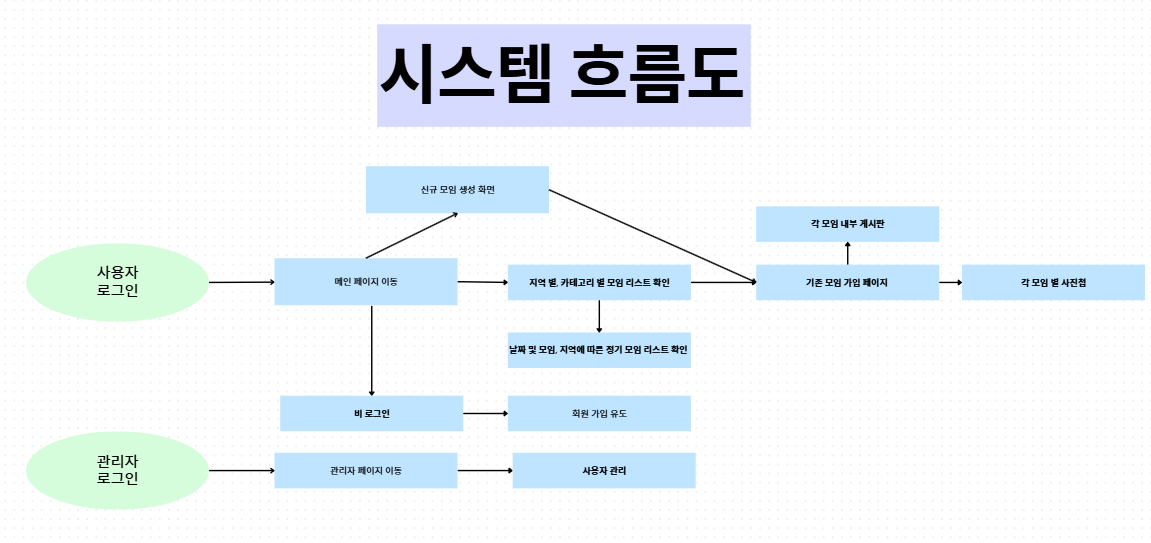 시스템 흐름도
신규 모임 생성 화면
각 모임 내부 게시판
사용자
로그인
메인 페이지 이동
지역 별, 카테고리 별 모임 리스트 확인
기존 모임 가입 페이지
각 모임 별 사진첩
날짜 및 모임, 지역에 따른 정기 모임 리스트 확인
비 로그인
회원 가입 유도
관리자
로그인
관리자 페이지 이동
사용자 관리